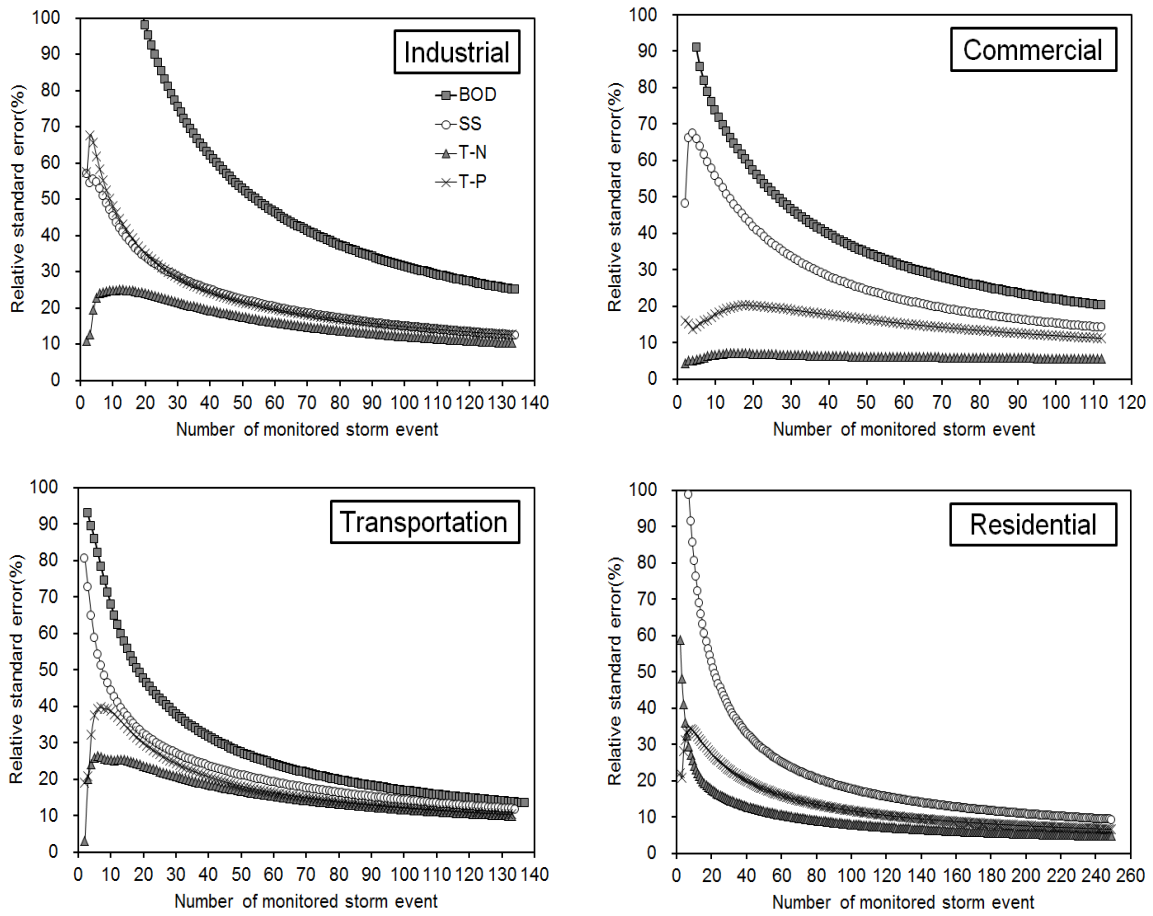 Industrial
BOD
SS
T-N
T-P
Relative standard error(%)
100
90
80
70
60
50
40
30
20
10
0
0 10 20 30 40 50 60 70 80 90 100 110 120 130 140
Number of monitored storm event
Commercial
Relative standard error(%)
100
90
80
70
60
50
40
30
20
10
0
0 10 20 30 40 50 60 70 80 90 100 110 120
Number of monitored storm event
Transportation
Relative standard error(%)
100
90
80
70
60
50
40
30
20
10
0
0 10 20 30 40 50 60 70 80 90 100 110 120 130 140
Number of monitored storm event
Residential
Relative standard error(%)
100
90
80
70
60
50
40
30
20
10
0
0 20 40 60 80 100 120 140 160 180 200 220 240 260
Number of monitored storm event